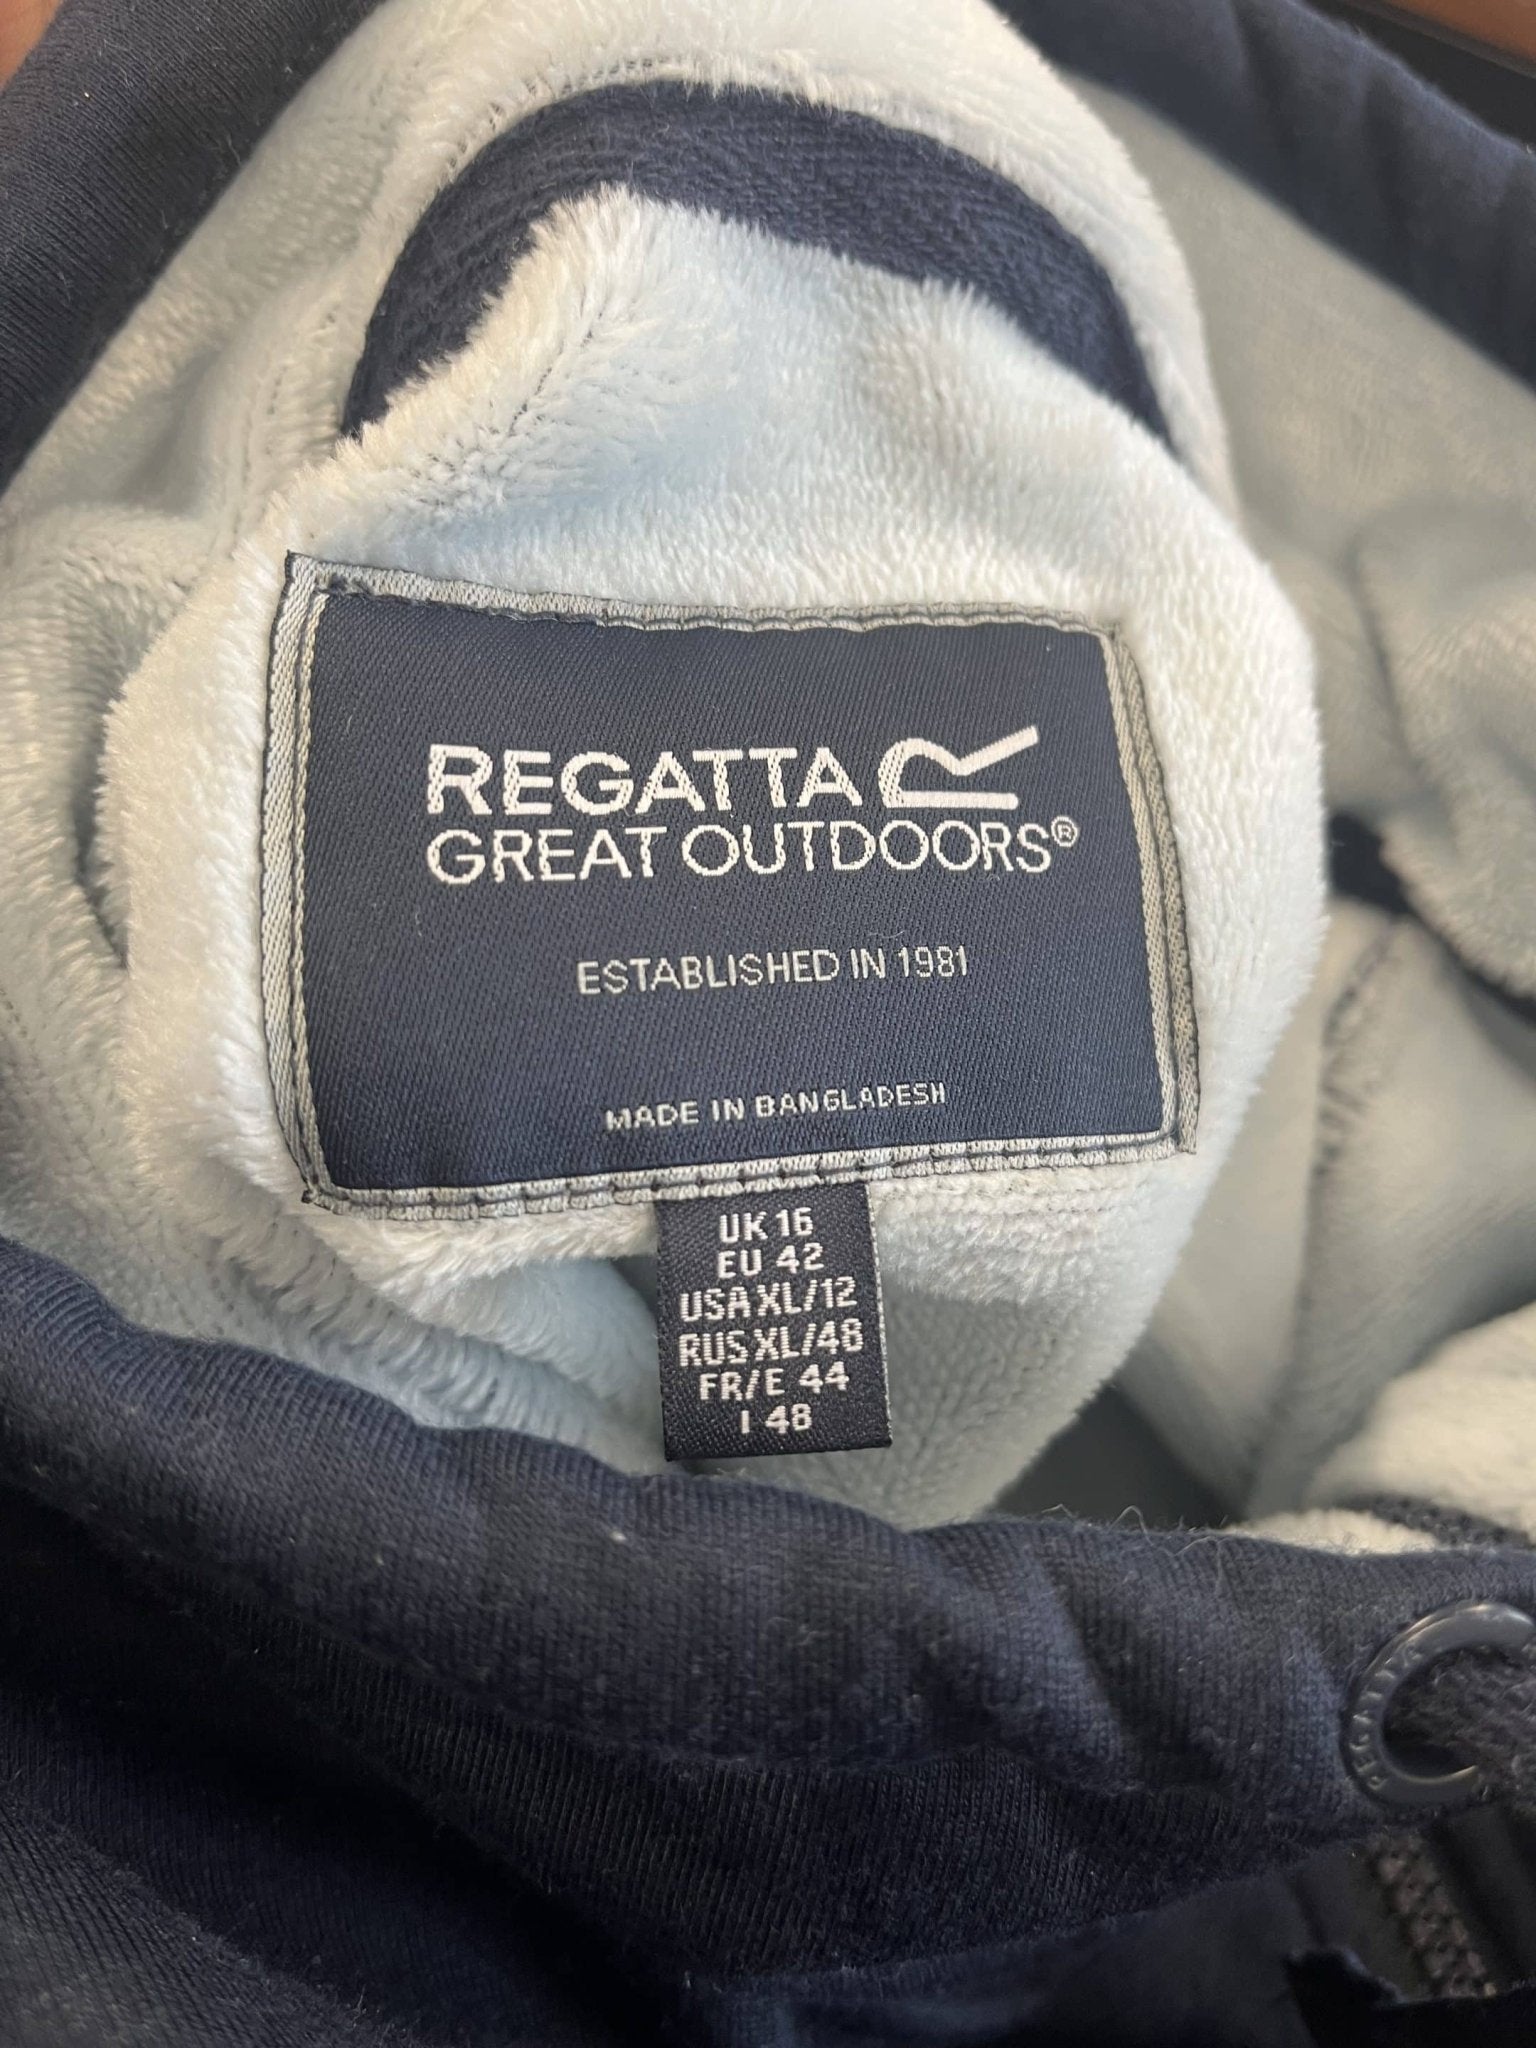 REGATTA
GREAT OUTDOORS®
ESTABLISHED IN 1981
MADE IN BANGLADESH
UK 16
EU 42
USA XL/12
RUS XL/48
FR/E 44
I 48
REGATTA